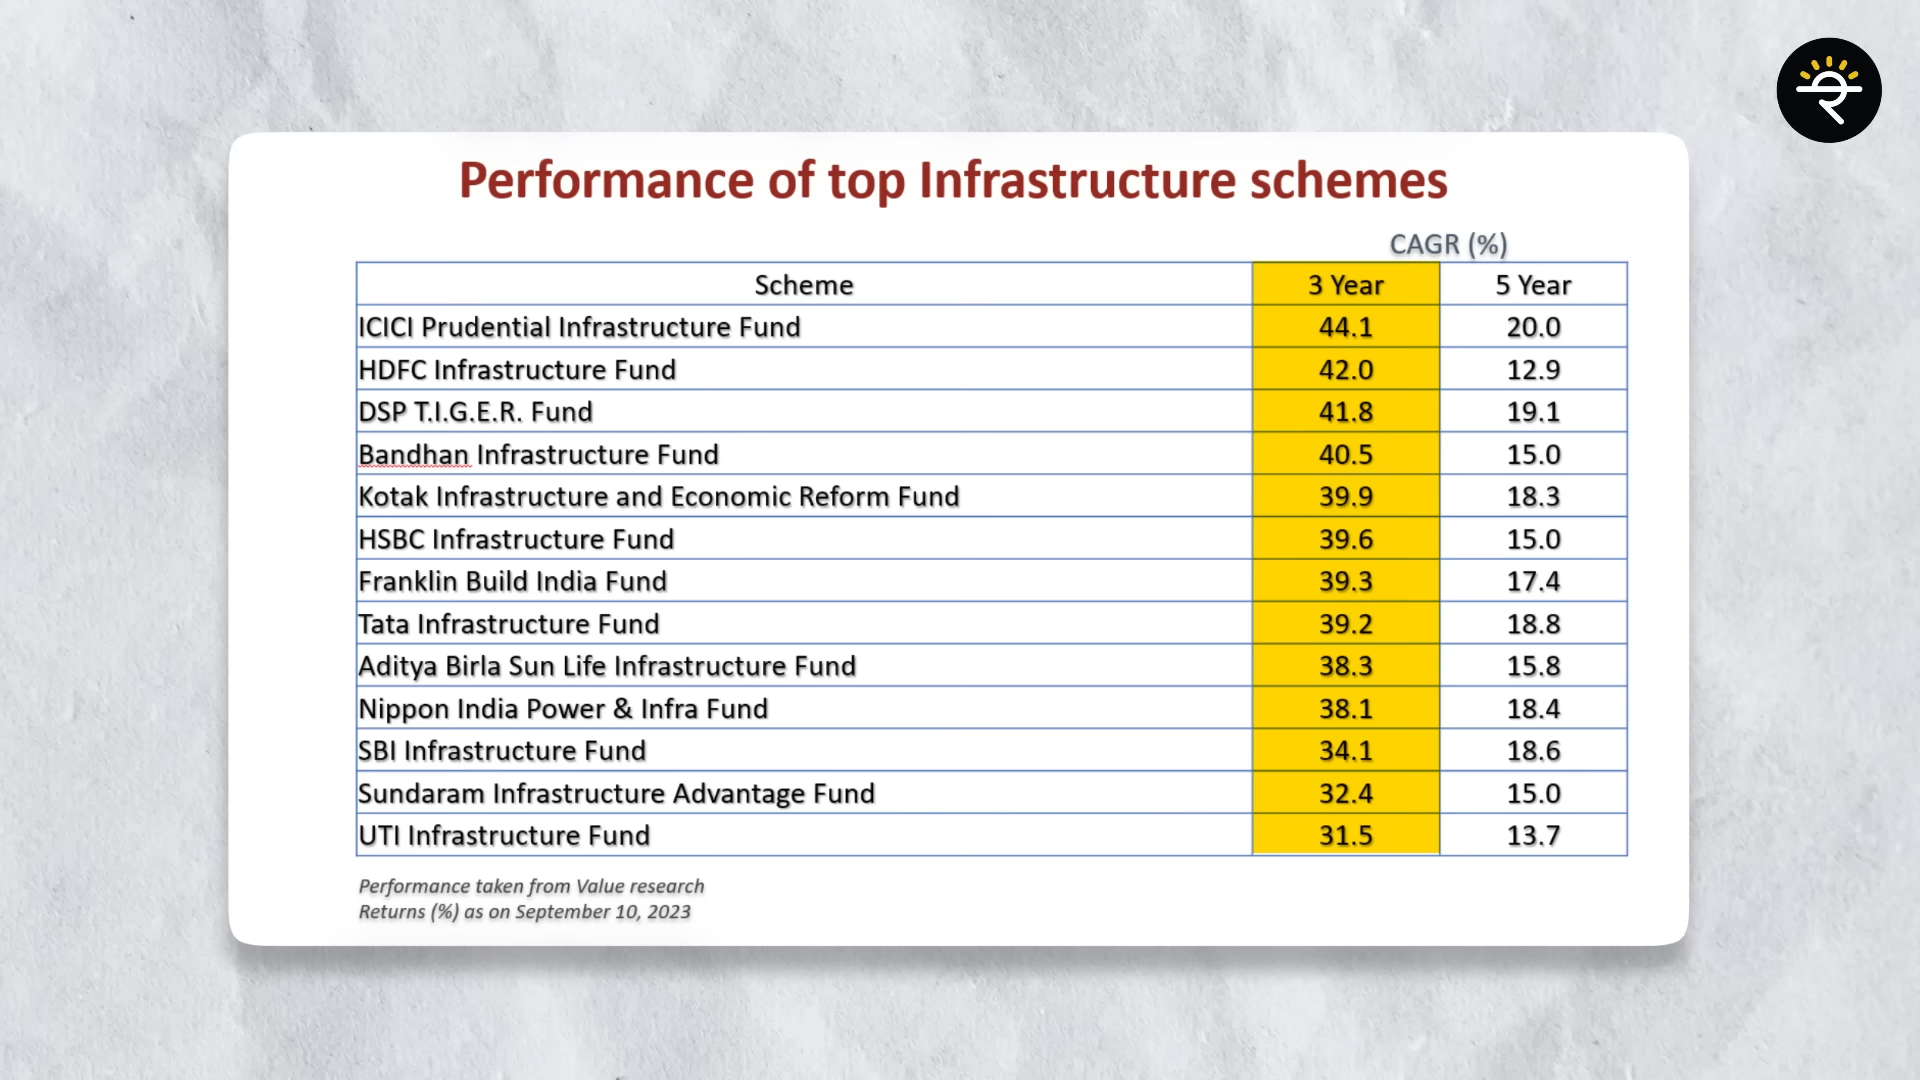 Performance of top Infrastructure schemes
CAGR (%)
Scheme 3 Year 5 Year
ICICI Prudential Infrastructure Fund 44.1 20.0
HDFC Infrastructure Fund 42.0 12.9
DSP T.I.G.E.R. Fund 41.8 19.1
Bandhan Infrastructure Fund 40.5 15.0
Kotak Infrastructure and Economic Reform Fund 39.9 18.3
HSBC Infrastructure Fund 39.6 15.0
Franklin Build India Fund 39.3 17.4
Tata Infrastructure Fund 39.2 18.8
Aditya Birla Sun Life Infrastructure Fund 38.3 15.8
Nippon India Power & Infra Fund 38.1 18.4
SBI Infrastructure Fund 34.1 18.6
Sundaram Infrastructure Advantage Fund 32.4 15.0
UTI Infrastructure Fund 31.5 13.7
Performance taken from Value research
Returns (%) as on September 10, 2023